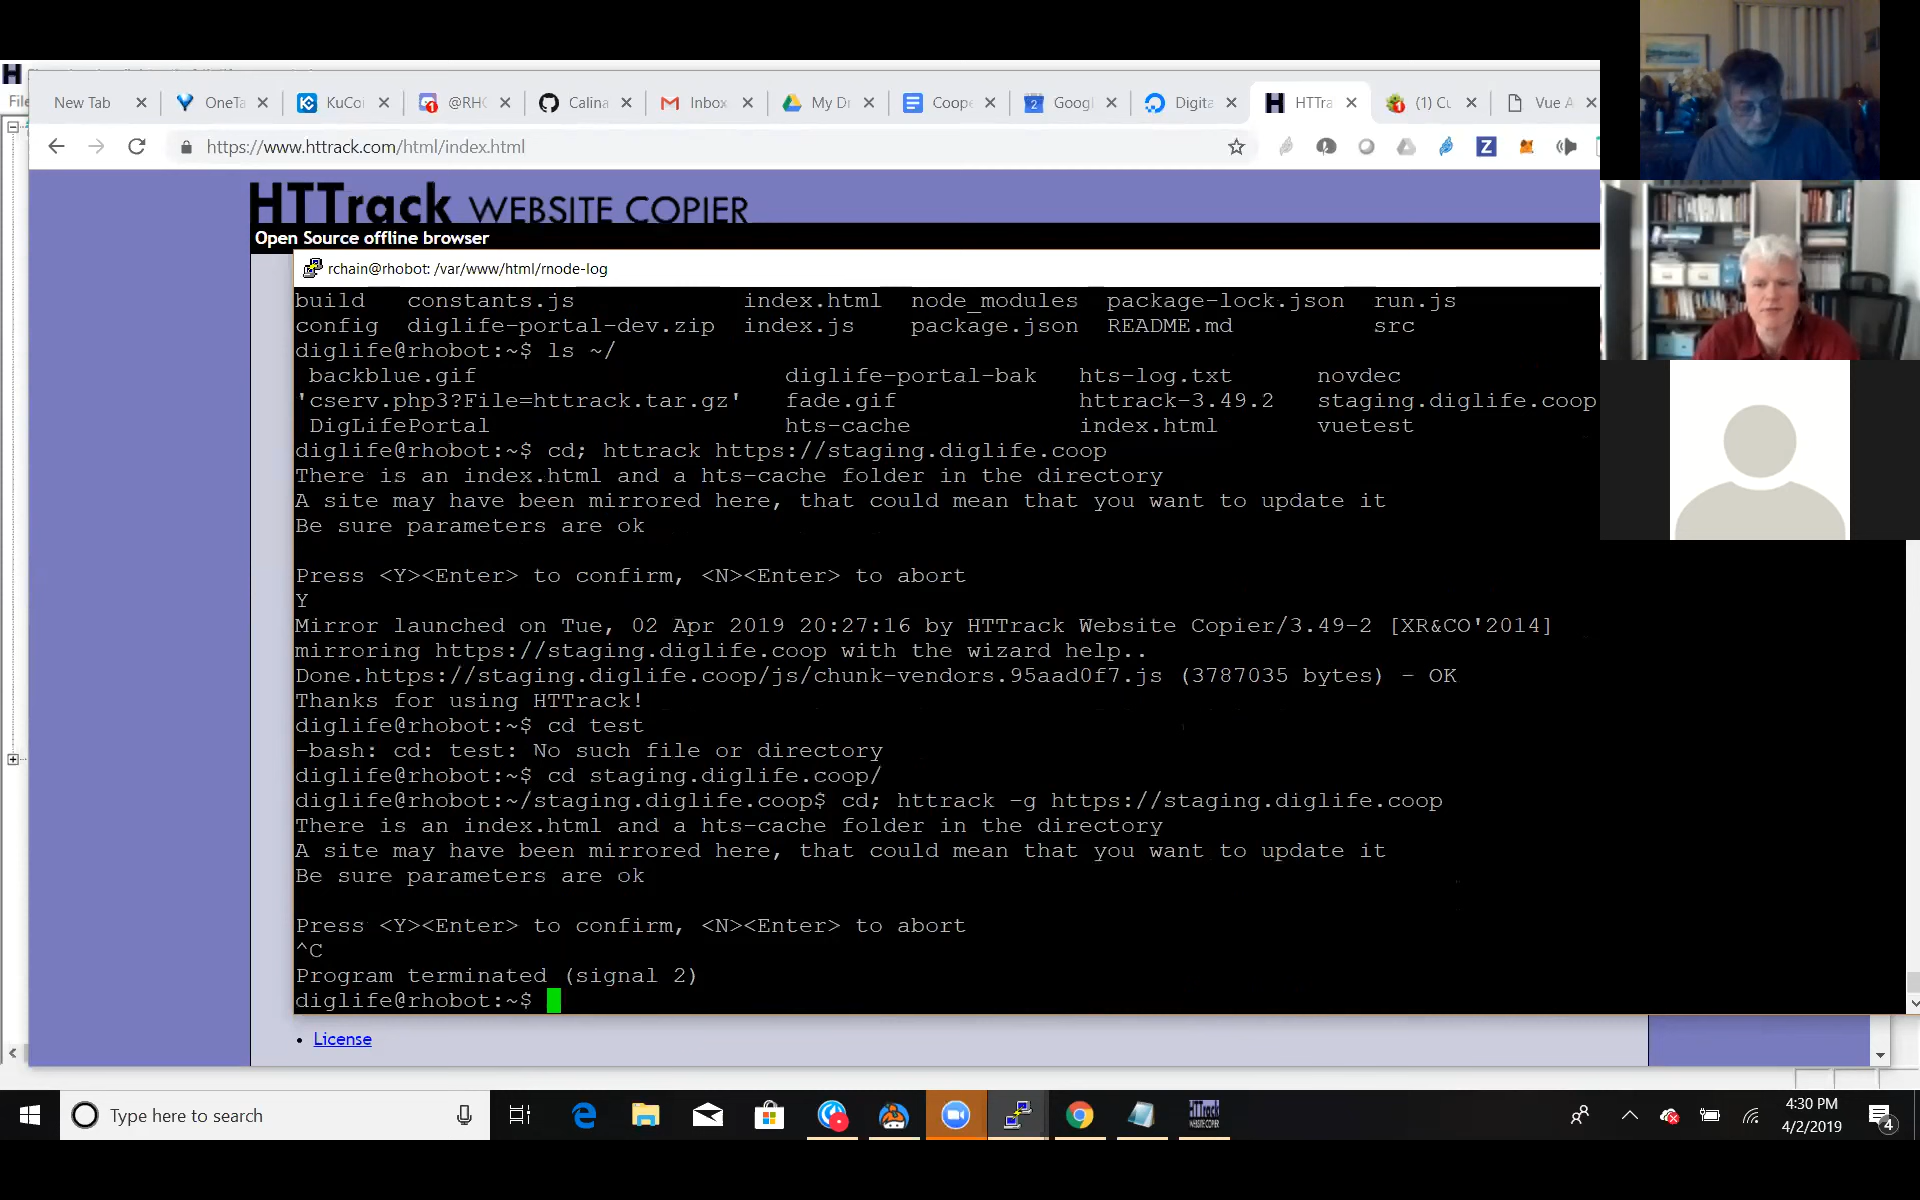 H
File
New Tab
OneTa
KuCoi
@RHC
Calina
Inbox
My Dr
Coope
2
Googl
Digita
H
HTTra
(1) Cu
Vue A
https://www.httrack.com/html/index.html
Z
HTTrack WEBSITE COPIER
Open Source offline browser
rchain@rhobot: /var/www/html/rnode-log
build constants.js index.html node_modules package-lock.json run.js
config diglife-portal-dev.zip index.js package.json README.md src
diglife@rhobot:~$ ls ~/
backblue.gif diglife-portal-bak hts-log.txt novdec
'cserv.php3?File=httrack.tar.gz' fade.gif httrack-3.49.2 staging.diglife.coop
DigLifePortal hts-cache index.html vuetest
diglife@rhobot:~$ cd; httrack https://staging.diglife.coop
There is an index.html and a hts-cache folder in the directory
A site may have been mirrored here, that could mean that you want to update it
Be sure parameters are ok
Press <Y><Enter> to confirm, <N><Enter> to abort
Y
Mirror launched on Tue, 02 Apr 2019 20:27:16 by HTTrack Website Copier/3.49-2 [XR&CO'2014]
mirroring https://staging.diglife.coop with the wizard help..
Done.https://staging.diglife.coop/js/chunk-vendors.95aad0f7.js (3787035 bytes) - OK
Thanks for using HTTrack!
diglife@rhobot:~$ cd test
-bash: cd: test: No such file or directory
diglife@rhobot:~$ cd staging.diglife.coop/
diglife@rhobot:~/staging.diglife.coop$ cd; httrack -g https://staging.diglife.coop
There is an index.html and a hts-cache folder in the directory
A site may have been mirrored here, that could mean that you want to update it
Be sure parameters are ok
Press <Y><Enter> to confirm, <N><Enter> to abort
^C
Program terminated (signal 2)
diglife@rhobot:~$
• License
Type here to search
HTTrack
WEBSITE
COPIER
4:30 PM
4/2/2019
4